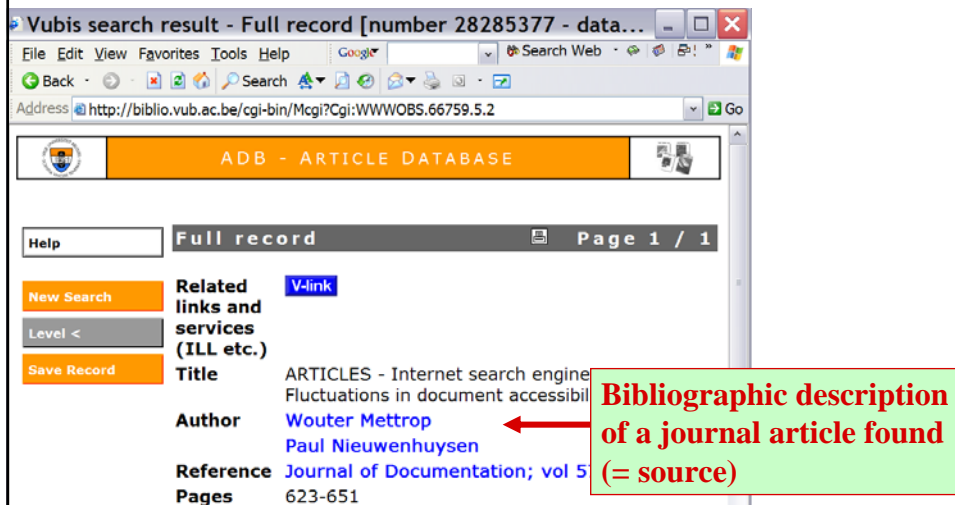 Vubis search result - Full record [number 28285377 - data...
File Edit View Favorites Tools Help Google Search Web
Back Search
Address http://biblio.vub.ac.be/cgi-bin/Mcgi?Cgi:WWWOBS.66759.5.2 Go
ADB - ARTICLE DATABASE
Help
Full record Page 1 / 1
New Search
Level <
Save Record
Related links and services (ILL etc.) V-link
Title ARTICLES - Internet search engine
Fluctuations in document accessibil
Author Wouter Mettrop
Paul Nieuwenhuysen
Reference Journal of Documentation; vol 5
Pages 623-651
Bibliographic description
of a journal article found
(= source)